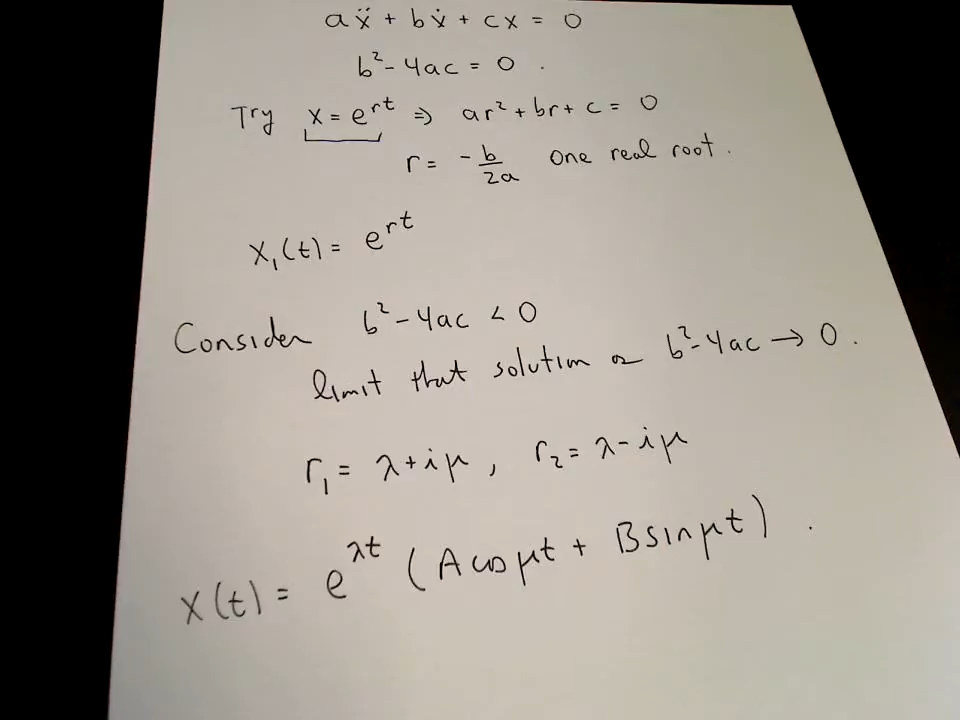 aẍ + bẋ + cx = 0
b² - 4ac = 0 .
Try x = e^{rt} ⇒ ar² + br + c = 0
r = -b/2a one real root .
x₁(t) = e^{rt}
Consider b² - 4ac < 0
limit that solution as b² - 4ac → 0 .
r₁ = λ + iμ , r₂ = λ - iμ
x(t) = e^{λt} (A cos μt + B sin μt) .